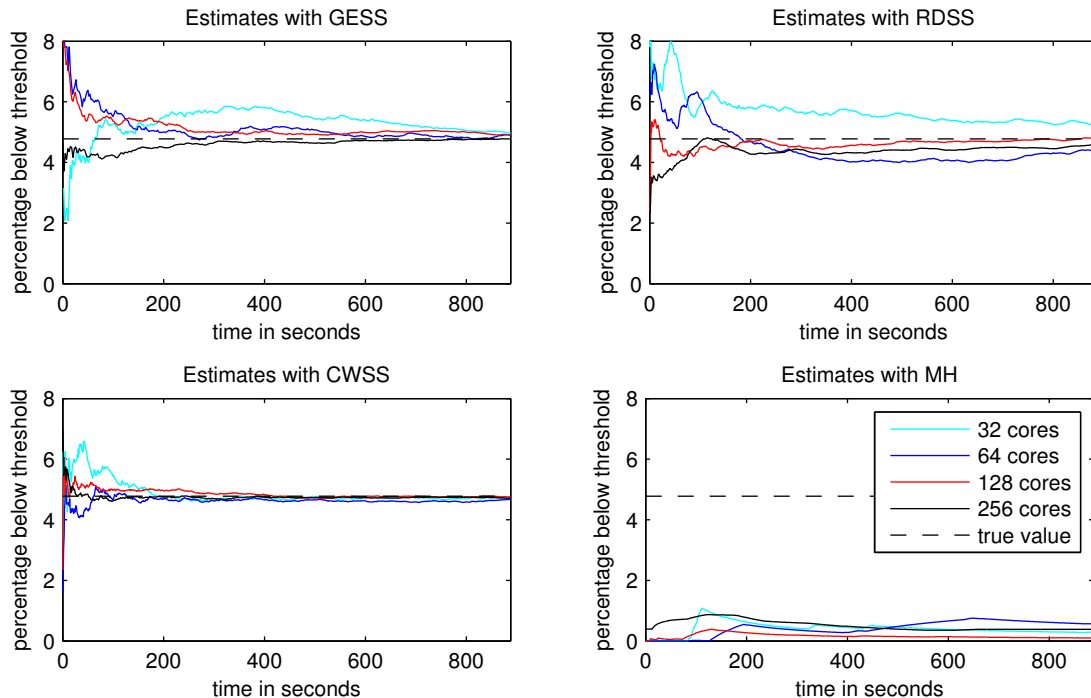 Estimates with GESS
percentage below threshold
8
6
4
2
0
0 200 400 600 800
time in seconds
Estimates with RDSS
percentage below threshold
8
6
4
2
0
0 200 400 600 800
time in seconds
Estimates with CWSS
percentage below threshold
8
6
4
2
0
0 200 400 600 800
time in seconds
Estimates with MH
percentage below threshold
8
6
4
2
0
0 200 400 600 800
time in seconds
32 cores
64 cores
128 cores
256 cores
true value